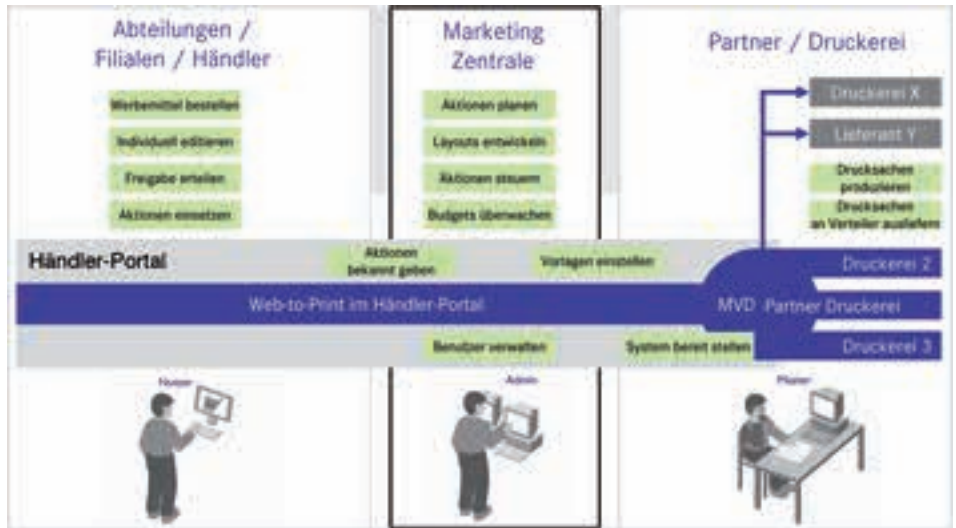 Abteilungen /
Filialen / Händler
Werbemittel bestellen
Individuell editieren
Freigabe erteilen
Aktionen einsetzen
Marketing
Zentrale
Aktionen planen
Layouts entwickeln
Aktionen steuern
Budgets überwachen
Partner / Druckerei
Druckerei X
Lieferant Y
Drucksachen
produzieren
Drucksachen
an Verteiler ausliefern
Händler-Portal
Aktionen
bekannt geben
Vorlagen einstellen
Druckerei 2
Web-to-Print im Händler-Portal
MVD Partner Druckerei
Benutzer verwalten
System bereit stellen
Druckerei 3
Admin